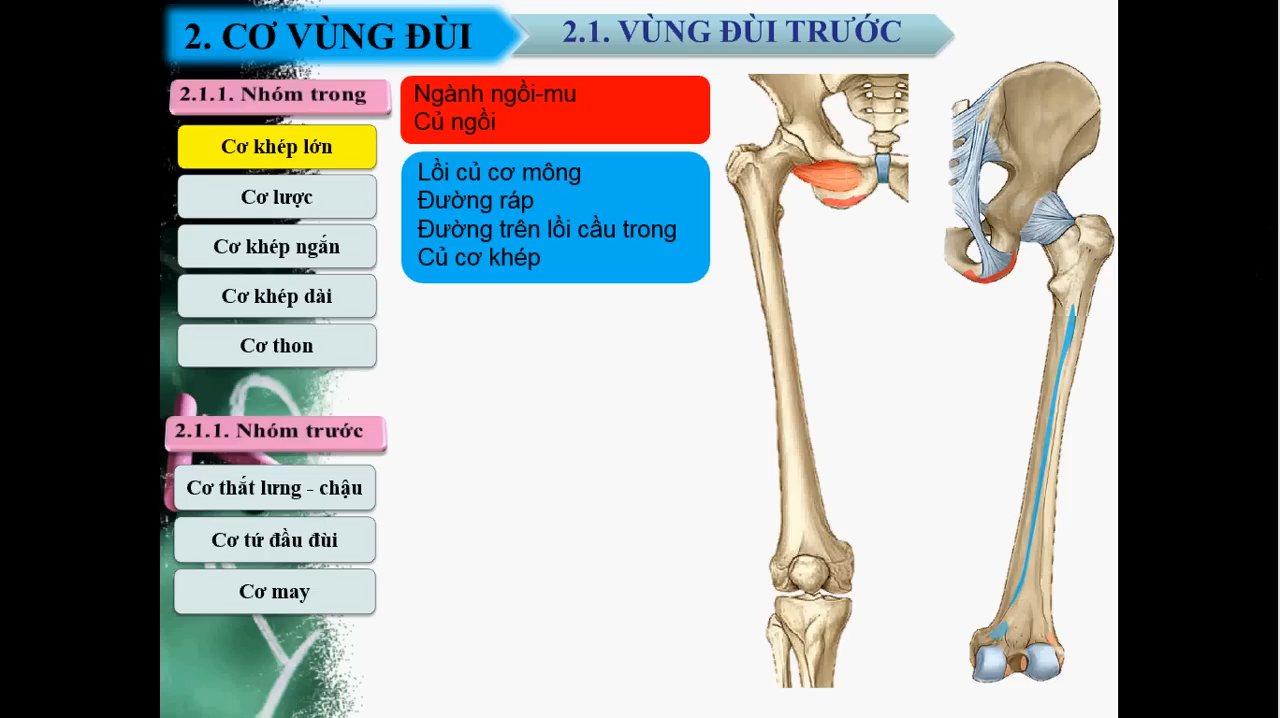 2. CƠ VÙNG ĐÙI
2.1. VÙNG ĐÙI TRƯỚC
2.1.1. Nhóm trong
Cơ khép lớn
Cơ lược
Cơ khép ngắn
Cơ khép dài
Cơ thon
2.1.1. Nhóm trước
Cơ thắt lưng - chậu
Cơ tứ đầu đùi
Cơ may
Ngành ngồi-mu
Củ ngồi
Lồi củ cơ mông
Đường ráp
Đường trên lồi cầu trong
Củ cơ khép